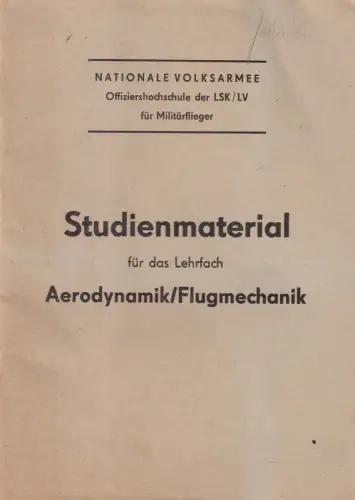 NATIONALE VOLKSARMEE
Offiziershochschule der LSK/LV
für Militärflieger
Studienmaterial
für das Lehrfach
Aerodynamik/Flugmechanik